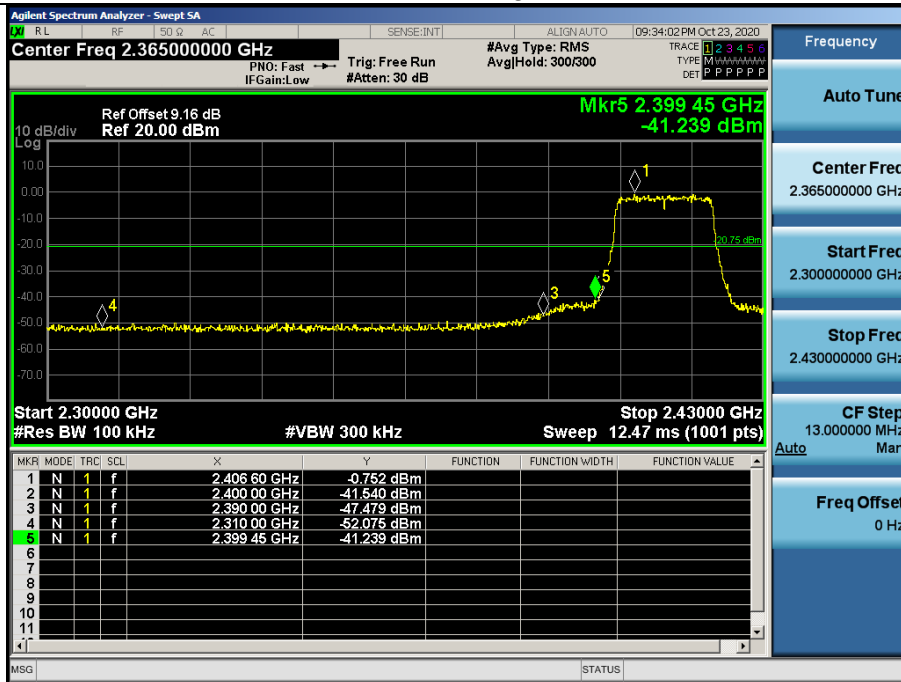 Agilent Spectrum Analyzer - Swept SA
LXI RL RF 50 Ω AC SENSE:INT ALIGN AUTO 09:34:02 PM Oct 23, 2020
Center Freq 2.365000000 GHz
PNO: Fast
IFGain:Low
Trig: Free Run
#Atten: 30 dB
#Avg Type: RMS
Avg|Hold: 300/300
TRACE 1 2 3 4 5 6
TYPE M
DET P P P P P P
Frequency
Mkr5 2.399 45 GHz
-41.239 dBm
Ref Offset 9.16 dB
10 dB/div Ref 20.00 dBm
Log
10.0
0.00
-10.0
-20.0
-30.0
-40.0
-50.0
-60.0
-70.0
1
20.75 dBm
5
3
4
Start 2.30000 GHz Stop 2.43000 GHz
#Res BW 100 kHz #VBW 300 kHz Sweep 12.47 ms (1001 pts)
MKR MODE TRC SCL X Y FUNCTION FUNCTION WIDTH FUNCTION VALUE
1 N 1 f 2.406 60 GHz -0.752 dBm
2 N 1 f 2.400 00 GHz -41.540 dBm
3 N 1 f 2.390 00 GHz -47.479 dBm
4 N 1 f 2.310 00 GHz -52.075 dBm
5 N 1 f 2.399 45 GHz -41.239 dBm
6
7
8
9
10
11
MSG STATUS
Auto Tune
Center Freq
2.365000000 GHz
Start Freq
2.300000000 GHz
Stop Freq
2.430000000 GHz
CF Step
13.000000 MHz
Auto Man
Freq Offset
0 Hz